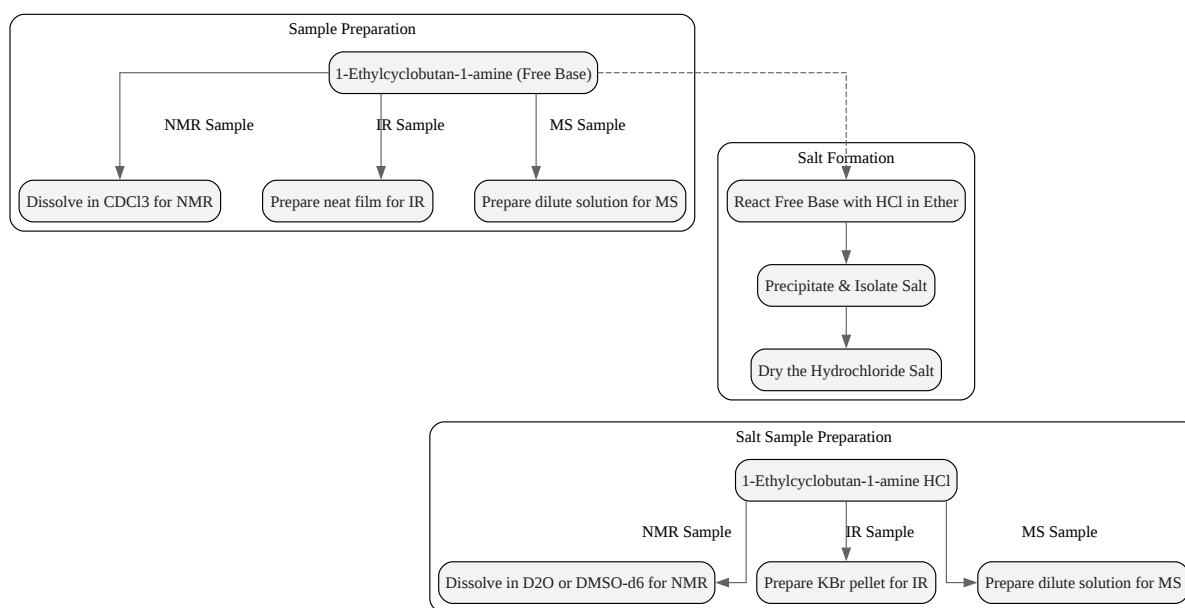 Sample Preparation
1-Ethylcyclobutan-1-amine (Free Base)
NMR Sample
IR Sample
MS Sample
Dissolve in CDCl3 for NMR
Prepare neat film for IR
Prepare dilute solution for MS
Salt Formation
React Free Base with HCl in Ether
Precipitate & Isolate Salt
Dry the Hydrochloride Salt
Salt Sample Preparation
1-Ethylcyclobutan-1-amine HCl
NMR Sample
IR Sample
MS Sample
Dissolve in D2O or DMSO-d6 for NMR
Prepare KBr pellet for IR
Prepare dilute solution for MS